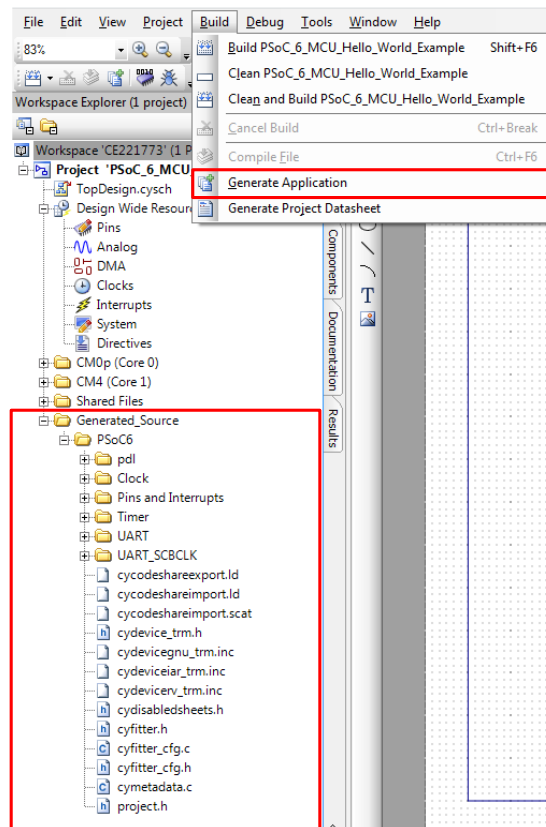 File Edit View Project Build Debug Tools Window Help
83%
Build PSoC_6_MCU_Hello_World_Example Shift+F6
Clean PSoC_6_MCU_Hello_World_Example
Clean and Build PSoC_6_MCU_Hello_World_Example
Cancel Build Ctrl+Break
Compile File Ctrl+F6
Generate Application
Generate Project Datasheet
Workspace Explorer (1 project)
Workspace 'CE221773' (1 P
Project 'PSoC_6_MCU
TopDesign.cysch
Design Wide Resour
Pins
Analog
DMA
Clocks
Interrupts
System
Directives
CM0p (Core 0)
CM4 (Core 1)
Shared Files
Generated_Source
PSoC6
pdl
Clock
Pins and Interrupts
Timer
UART
UART_SCBCLK
cycodeshareexport.ld
cycodeshareimport.ld
cycodeshareimport.scat
cydevice_trm.h
cydevicegnu_trm.inc
cydeviceiar_trm.inc
cydevicerv_trm.inc
cydisabledsheets.h
cyfitter.h
cyfitter_cfg.c
cyfitter_cfg.h
cymetadata.c
project.h
Components
Documentation
Results